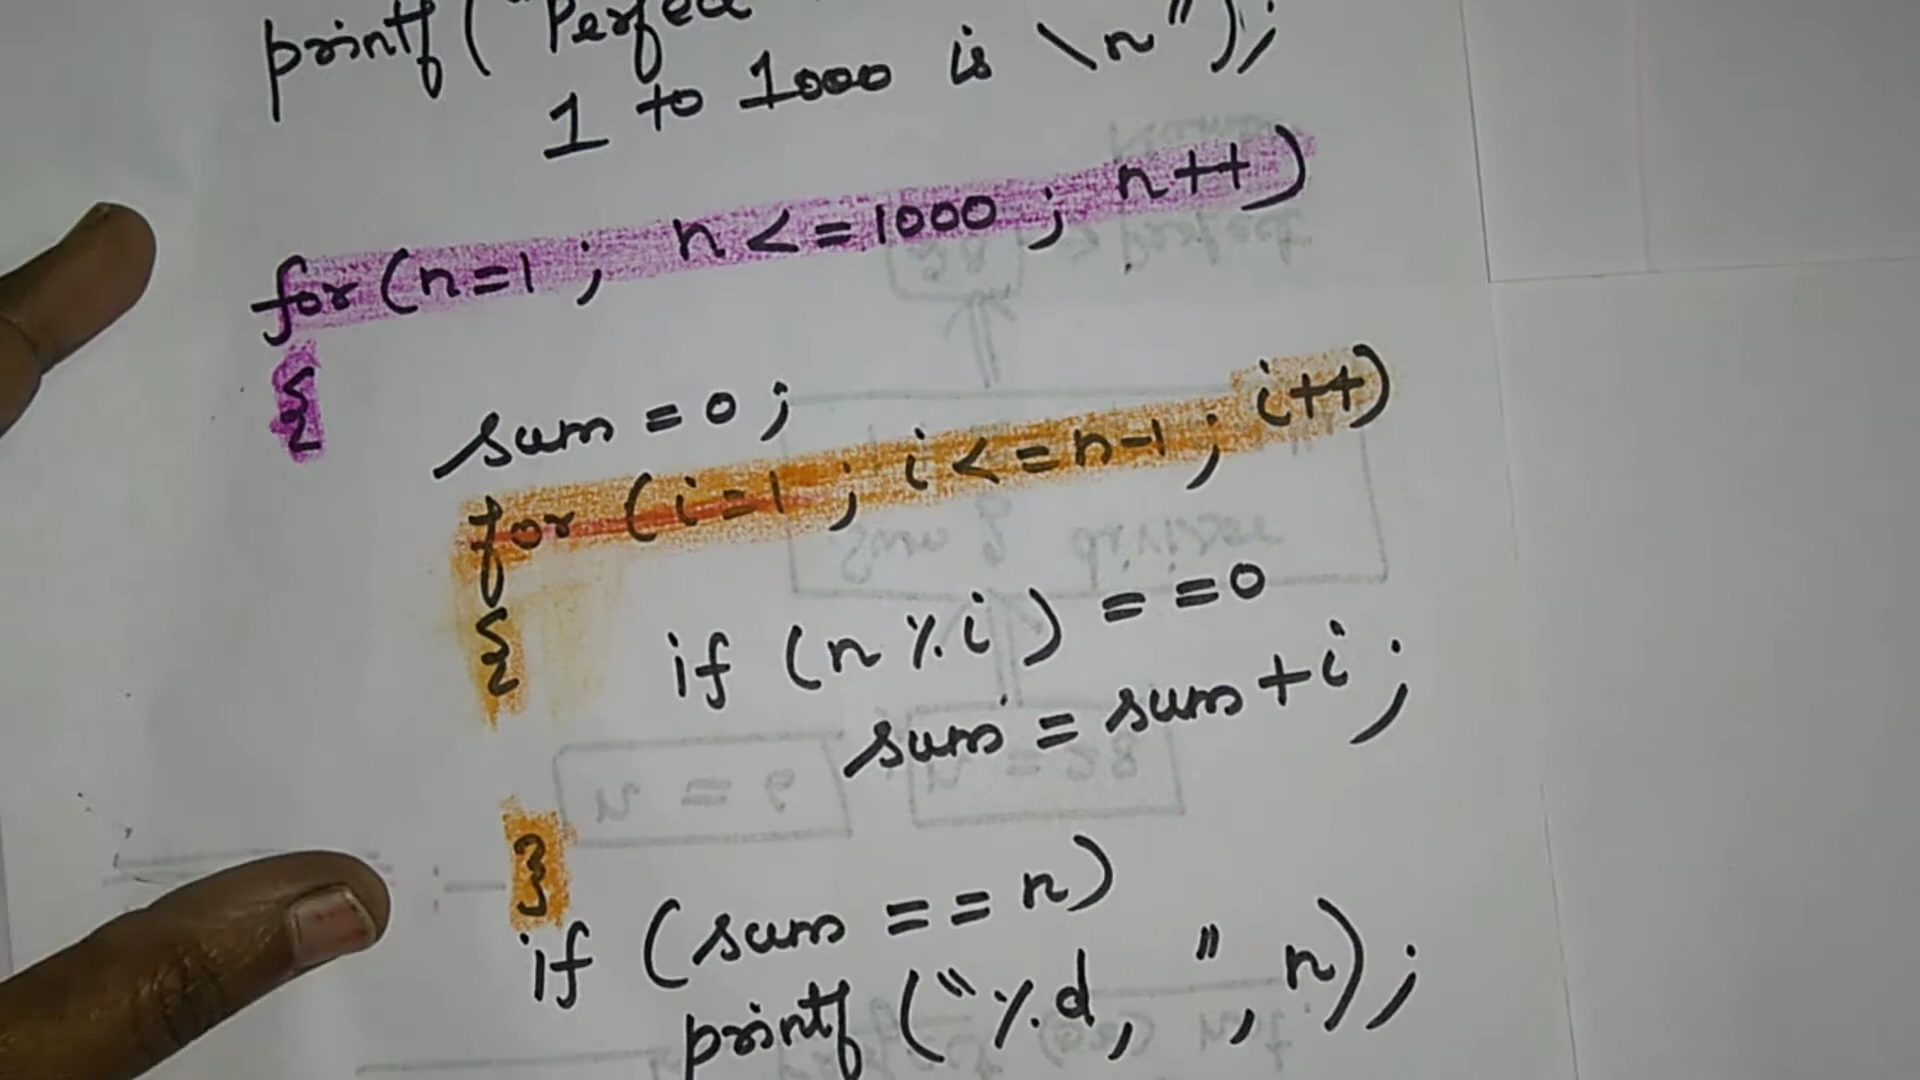 printf("Perfect
1 to 1000 is \n");
for(n=1; n<=1000; n++)
{
sum=0;
for (i=1; i<=n-1; i++)
{
if (n%i)==0
sum=sum+i;
}
if (sum==n)
printf("%d,", n);